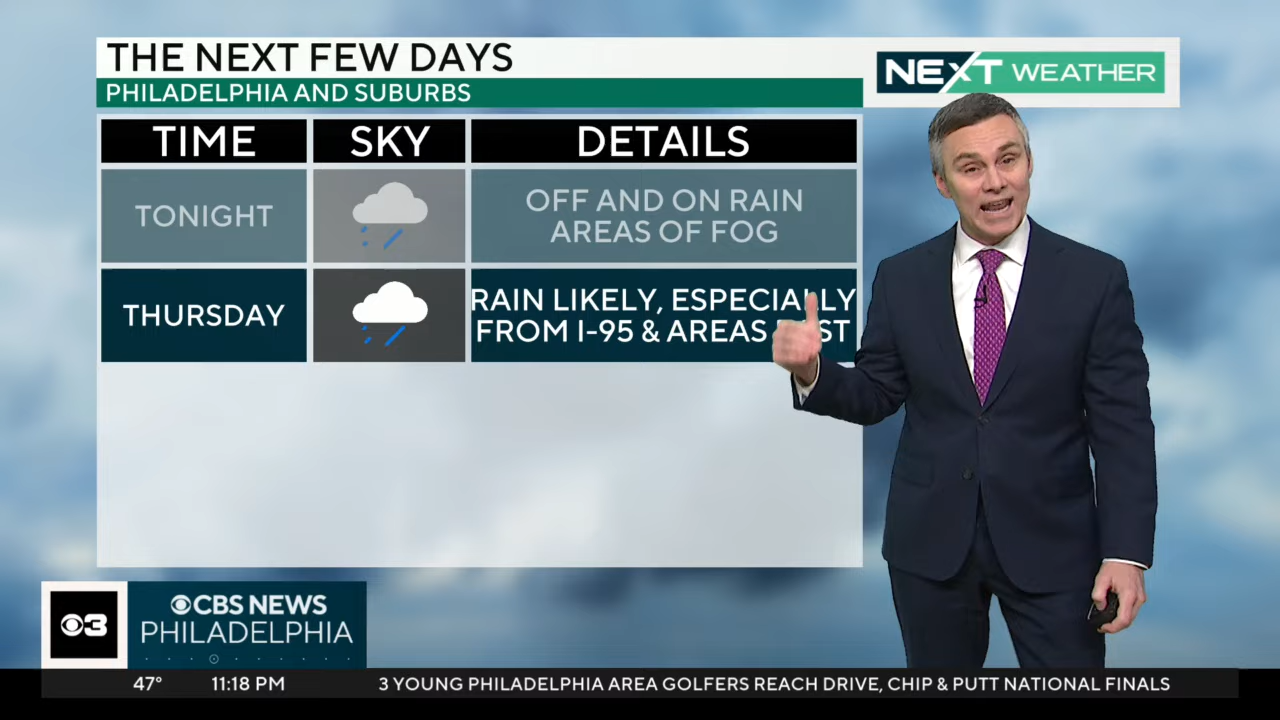 THE NEXT FEW DAYS
PHILADELPHIA AND SUBURBS
NEXT WEATHER
TIME SKY DETAILS
TONIGHT
OFF AND ON RAIN
AREAS OF FOG
THURSDAY
RAIN LIKELY, ESPECIALLY
FROM I-95 & AREAS
3
CBS NEWS
PHILADELPHIA
47° 11:18 PM 3 YOUNG PHILADELPHIA AREA GOLFERS REACH DRIVE, CHIP & PUTT NATIONAL FINALS